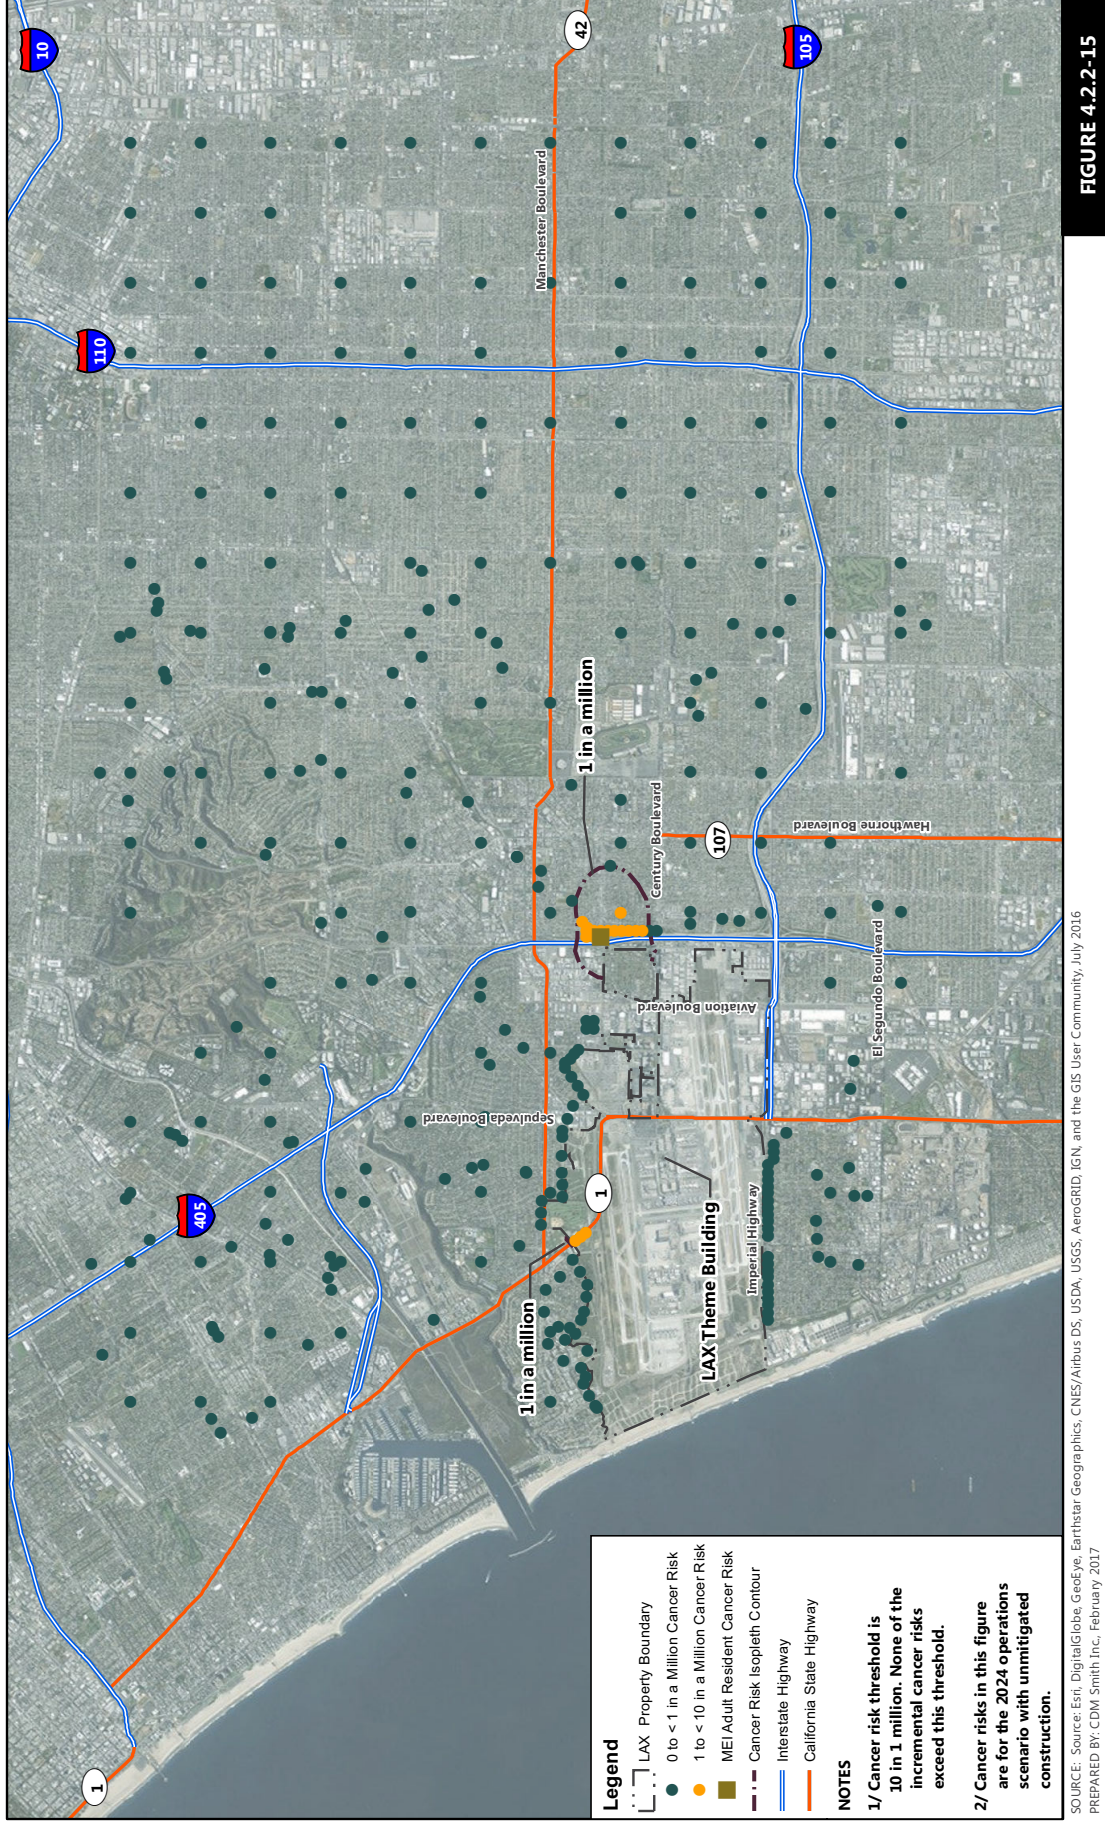 10
110
405
1
42
105
107
1
Manchester Boulevard
1 in a million
Century Boulevard
Hawthorne Boulevard
Aviation Boulevard
El Segundo Boulevard
Sepulveda Boulevard
Imperial Highway
1 in a million
LAX Theme Building
Legend
LAX Property Boundary
0 to < 1 in a Million Cancer Risk
1 to < 10 in a Million Cancer Risk
MEI Adult Resident Cancer Risk
Cancer Risk Isopleth Contour
Interstate Highway
California State Highway
NOTES
1/ Cancer risk threshold is
10 in 1 million. None of the
incremental cancer risks
exceed this threshold.
2/ Cancer risks in this figure
are for the 2024 operations
scenario with unmitigated
construction.
SOURCE: Source: Esri, DigitalGlobe, GeoEye, Earthstar Geographics, CNES/Airbus DS, USDA, USGS, AeroGRID, IGN, and the GIS User Community, July 2016
PREPARED BY: CDM Smith Inc., February 2017
FIGURE 4.2.2-15